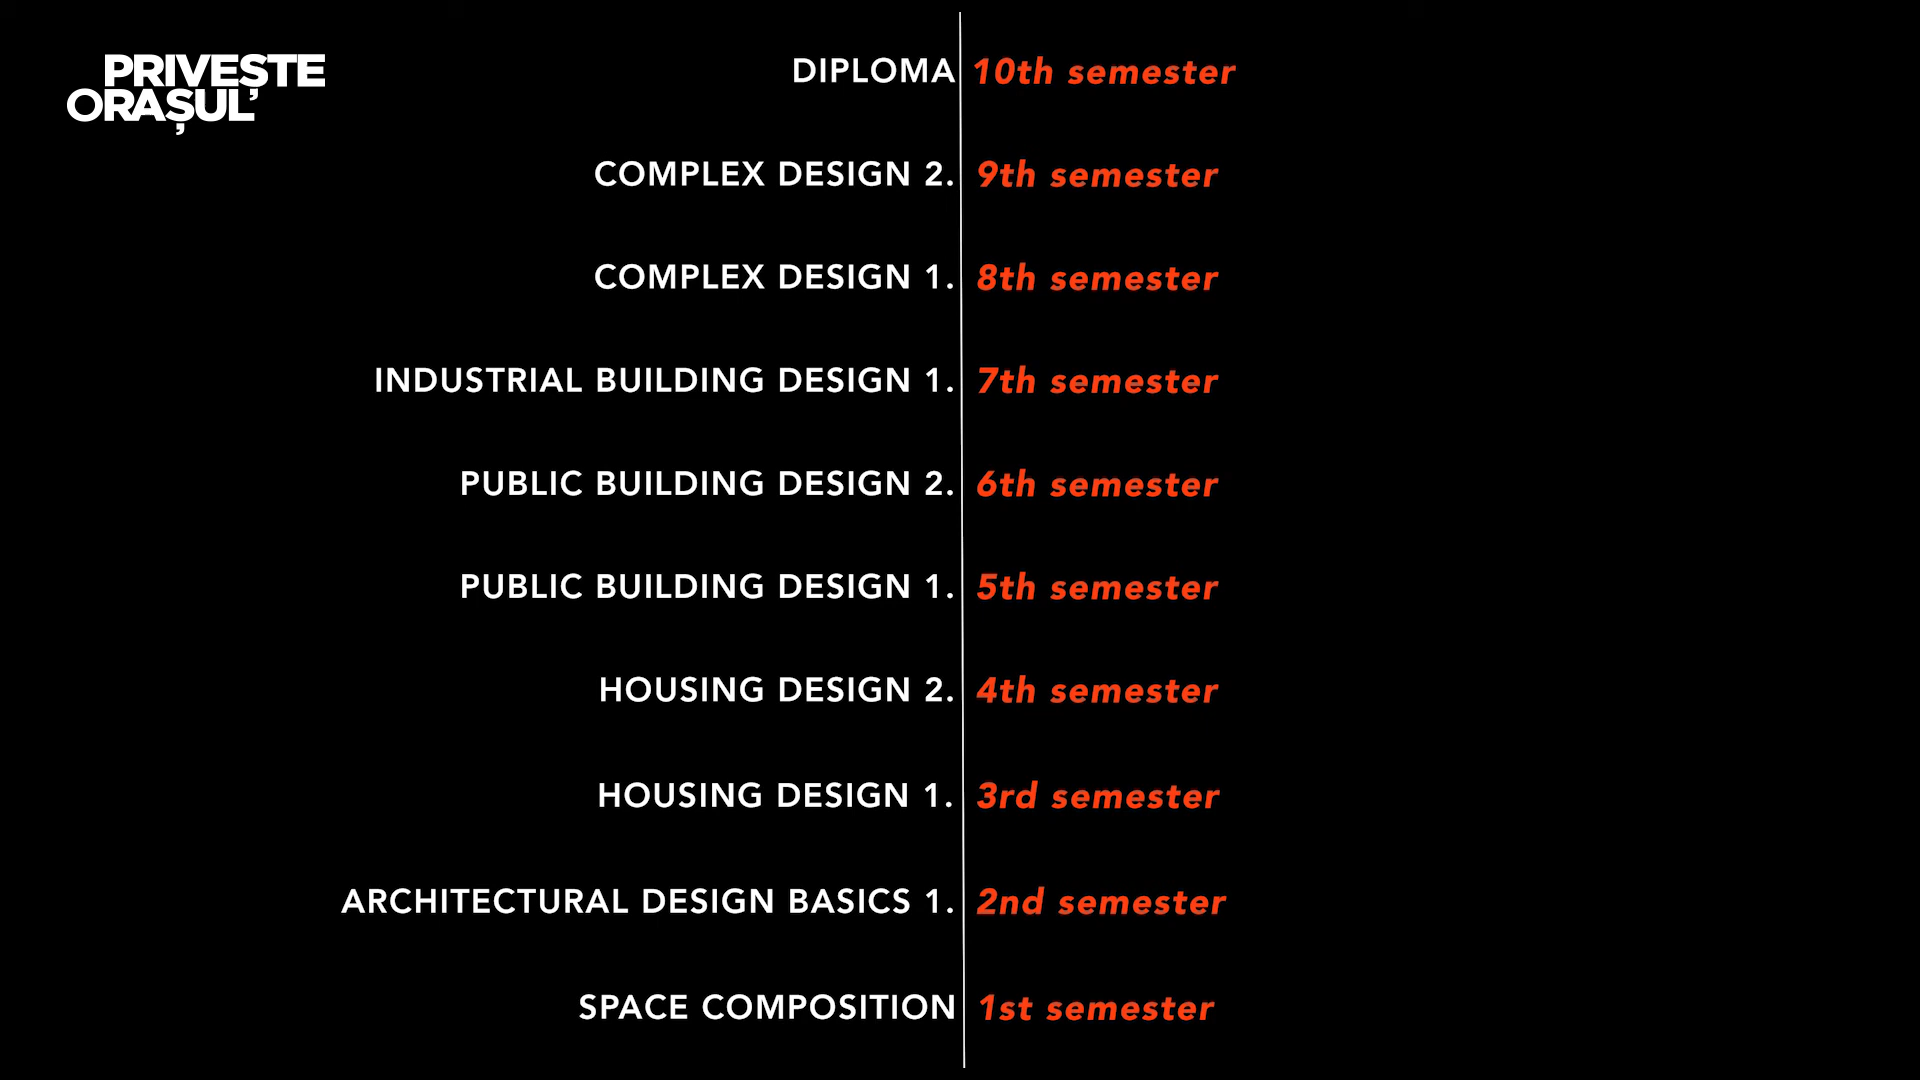 PRIVEȘTE
ORAȘUL’
DIPLOMA 10th semester
COMPLEX DESIGN 2. 9th semester
COMPLEX DESIGN 1. 8th semester
INDUSTRIAL BUILDING DESIGN 1. 7th semester
PUBLIC BUILDING DESIGN 2. 6th semester
PUBLIC BUILDING DESIGN 1. 5th semester
HOUSING DESIGN 2. 4th semester
HOUSING DESIGN 1. 3rd semester
ARCHITECTURAL DESIGN BASICS 1. 2nd semester
SPACE COMPOSITION 1st semester